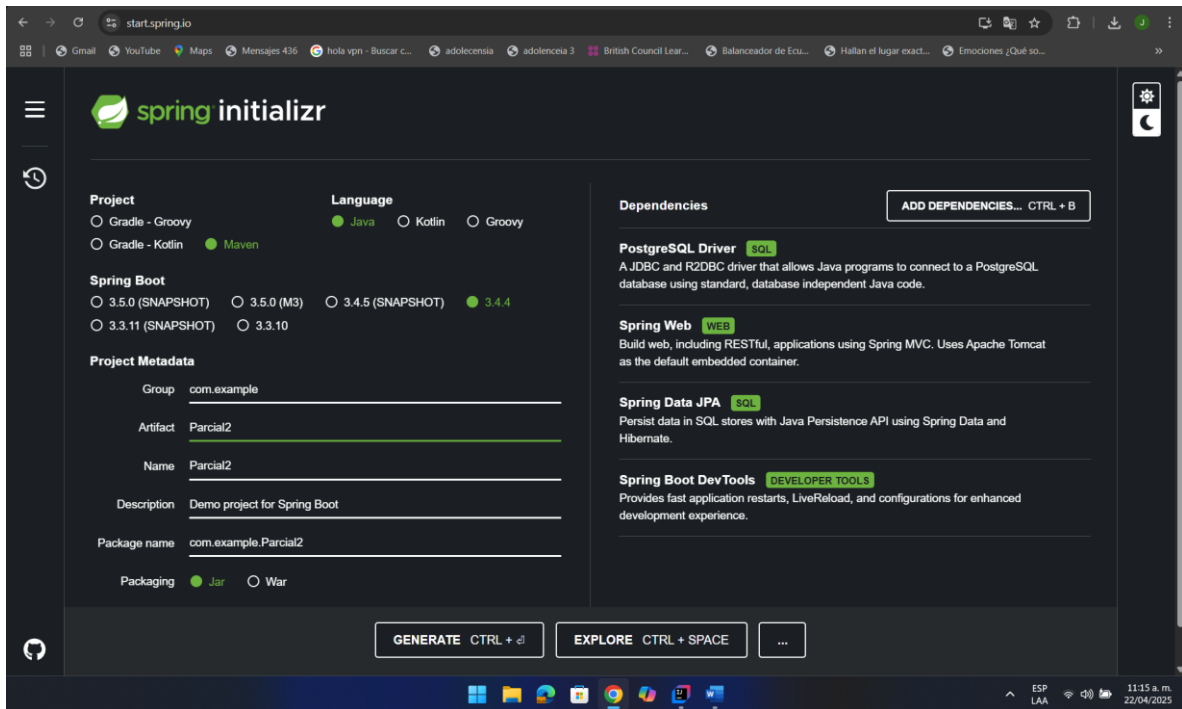 start.spring.io
Gmail YouTube Maps Mensajes 436 hola vpn - Buscar c... adolecensia adolenceia 3 British Council Lear... Balanceador de Ecu... Hallan el lugar exact... Emociones ¿Qué so... »
spring initializr
Project
Gradle - Groovy
Gradle - Kotlin Maven
Language
Java Kotlin Groovy
Spring Boot
3.5.0 (SNAPSHOT) 3.5.0 (M3) 3.4.5 (SNAPSHOT) 3.4.4
3.3.11 (SNAPSHOT) 3.3.10
Project Metadata
Group com.example
Artifact Parcial2
Name Parcial2
Description Demo project for Spring Boot
Package name com.example.Parcial2
Packaging Jar War
Dependencies ADD DEPENDENCIES... CTRL + B
PostgreSQL Driver SQL
A JDBC and R2DBC driver that allows Java programs to connect to a PostgreSQL
database using standard, database independent Java code.
Spring Web WEB
Build web, including RESTful, applications using Spring MVC. Uses Apache Tomcat
as the default embedded container.
Spring Data JPA SQL
Persist data in SQL stores with Java Persistence API using Spring Data and
Hibernate.
Spring Boot DevTools DEVELOPER TOOLS
Provides fast application restarts, LiveReload, and configurations for enhanced
development experience.
GENERATE CTRL + ⏎ EXPLORE CTRL + SPACE ...
ESP
LAA
11:15 a. m.
22/04/2025